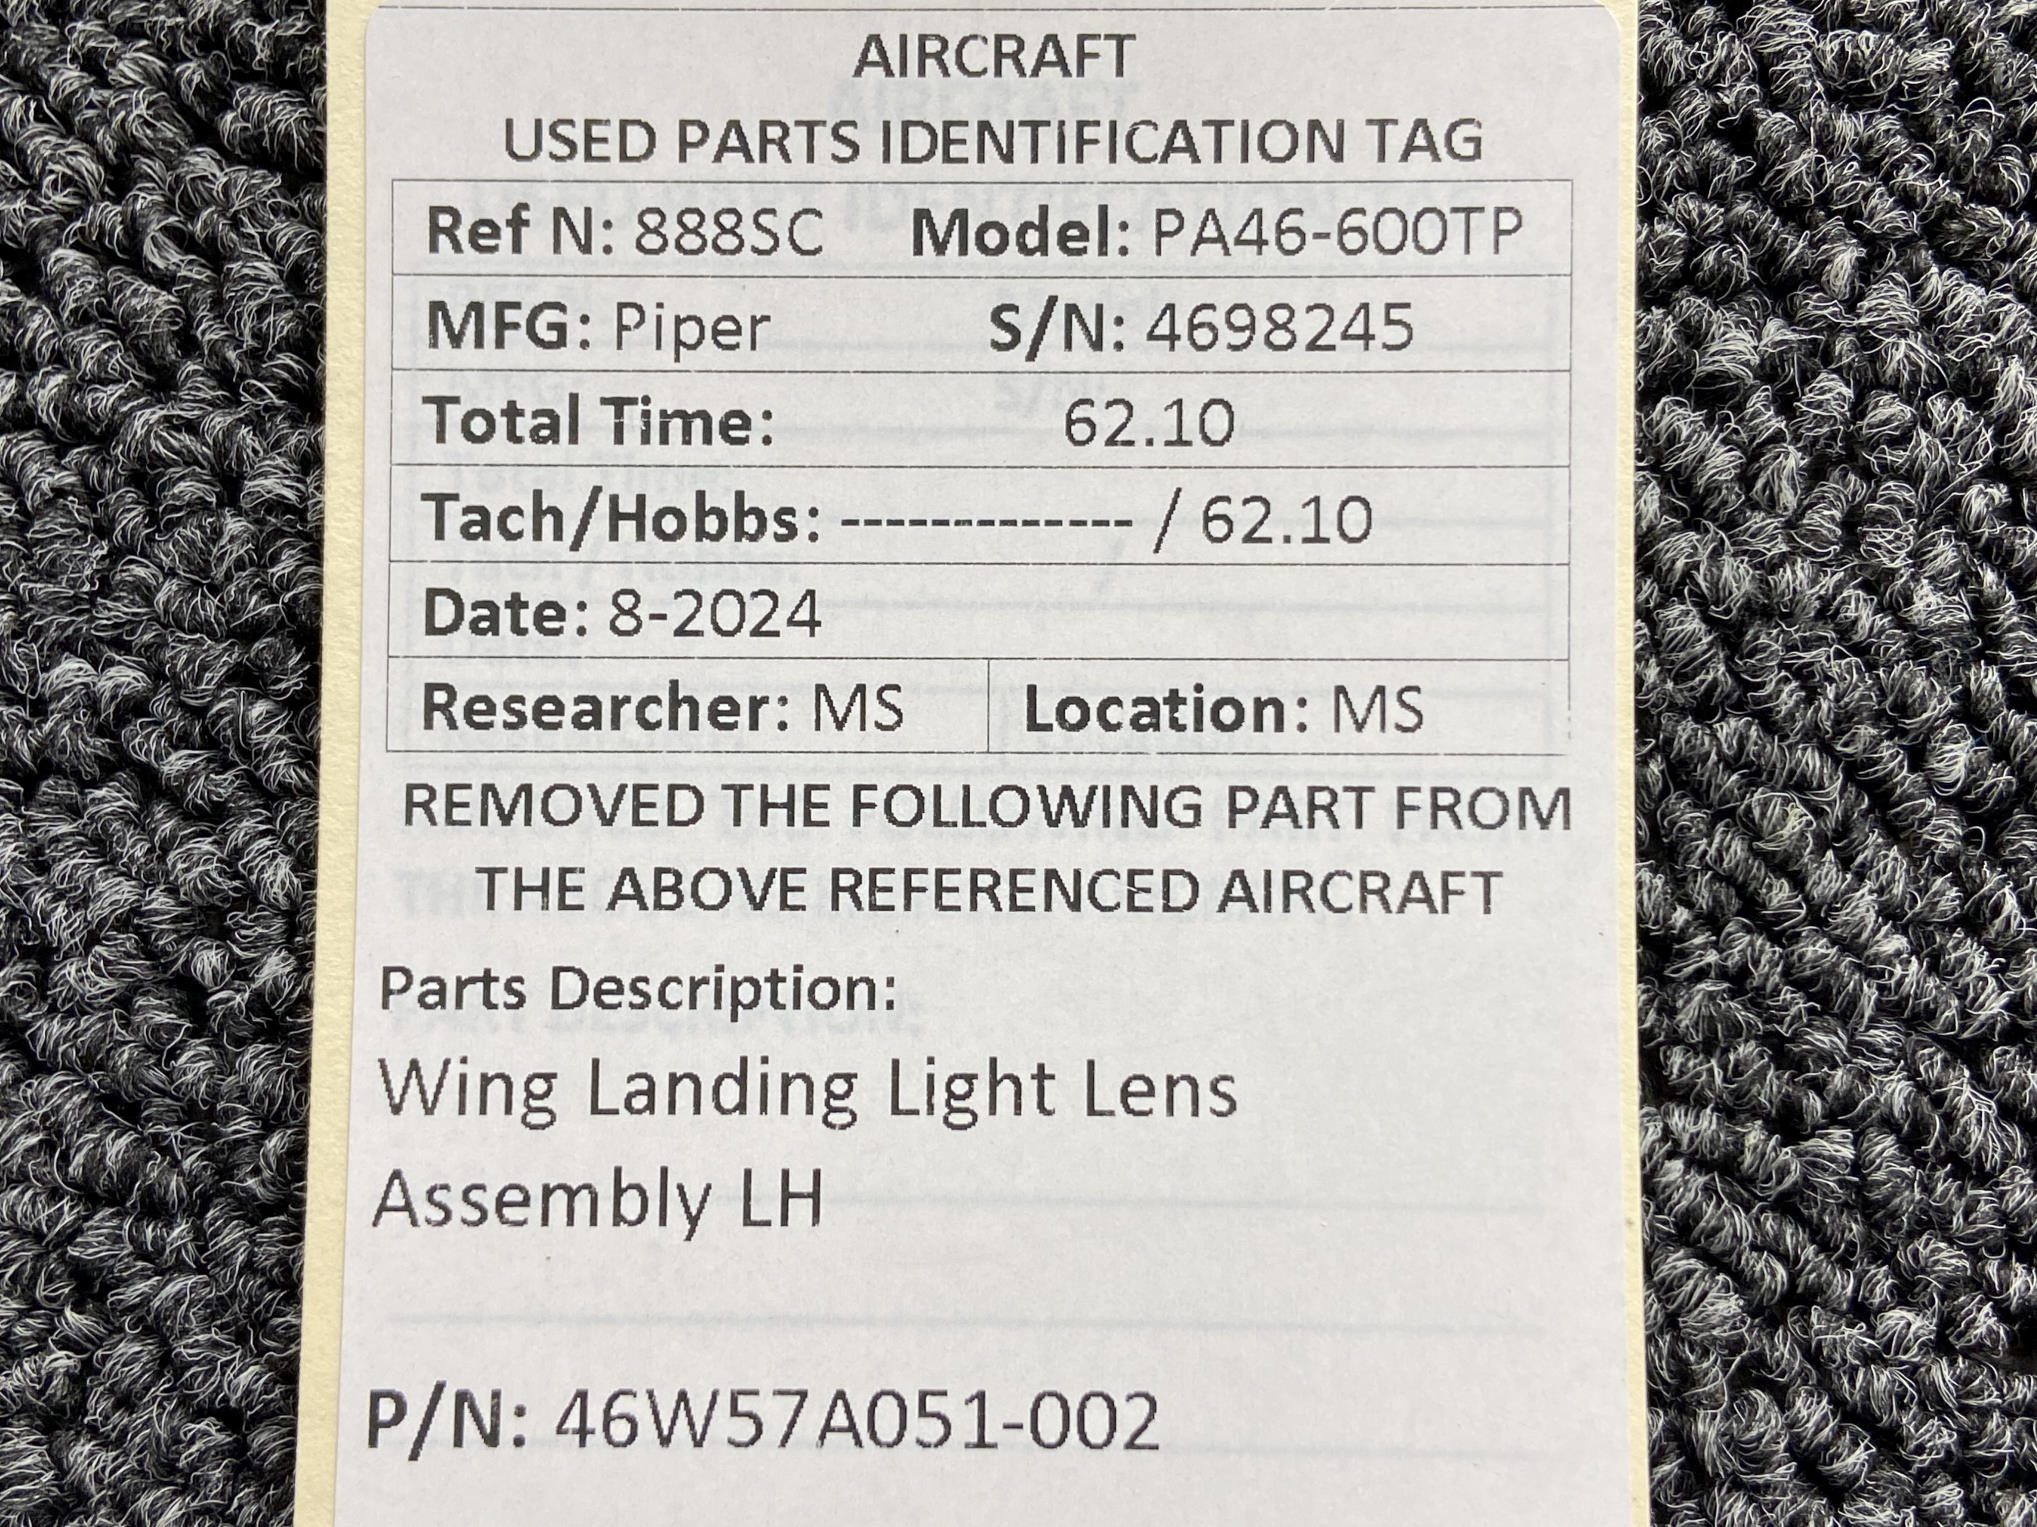 AIRCRAFT
USED PARTS IDENTIFICATION TAG
Ref N: 888SC Model: PA46-600TP
MFG: Piper S/N: 4698245
Total Time: 62.10
Tach/Hobbs: ------------- / 62.10
Date: 8-2024
Researcher: MS Location: MS
REMOVED THE FOLLOWING PART FROM
THE ABOVE REFERENCED AIRCRAFT
Parts Description:
Wing Landing Light Lens
Assembly LH
P/N: 46W57A051-002